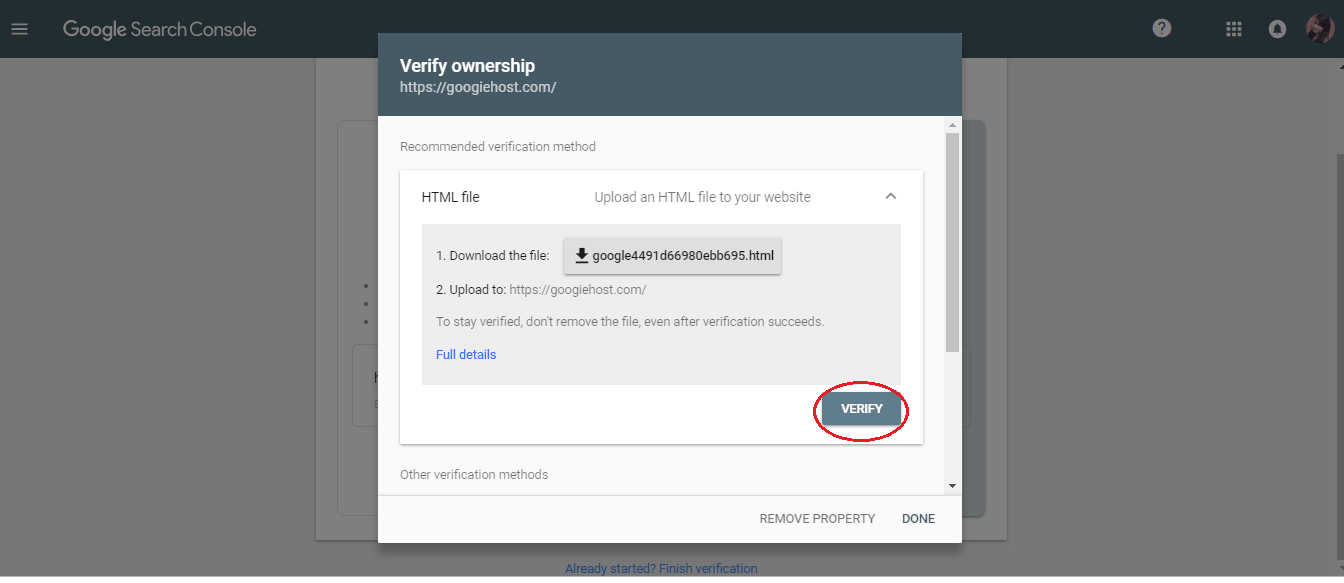 Google Search Console
Verify ownership
https://googiehost.com/
Recommended verification method
HTML file Upload an HTML file to your website
1. Download the file: google4491d66980ebb695.html
2. Upload to: https://googiehost.com/
To stay verified, don't remove the file, even after verification succeeds.
Full details
VERIFY
Other verification methods
REMOVE PROPERTY DONE
Already started? Finish verification